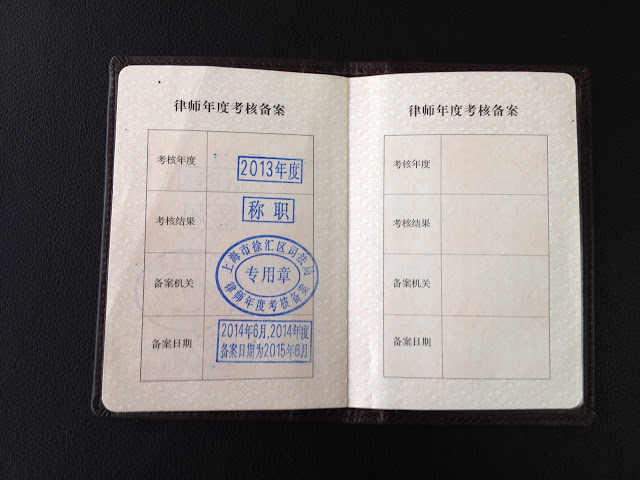 律师年度考核备案
考核年度
2013年度
考核结果
称职
备案机关
上海市徐汇区司法局
专用章
律师年度考核备案
备案日期
2014年6月,2014年度
备案日期为2015年6月
律师年度考核备案
考核年度
考核结果
备案机关
备案日期